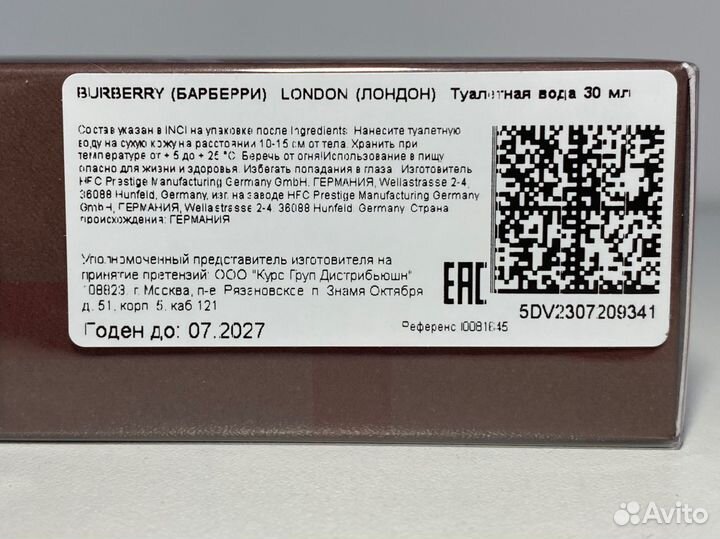 BURBERRY (БАРБЕРРИ) LONDON (ЛОНДОН) Туалетная вода 30 мл
Состав указан в INCI на упаковке после Ingredients. Нанесите туалетную
воду на сухую кожу на расстоянии 10-15 см от тела. Хранить при
температуре от + 5 до + 25 °C. Беречь от огня!Использование в пищу
опасно для жизни и здоровья. Избегать попадания в глаза. Изготовитель
HFC Prestige Manufacturing Germany GmbH, ГЕРМАНИЯ, Wellastrasse 2-4,
36088 Hunfeld, Germany, изг. на заводе HFC Prestige Manufacturing Germany
GmbH, ГЕРМАНИЯ, Wellastrasse 2-4, 36088 Hunfeld, Germany. Страна
происхождения: ГЕРМАНИЯ
Уполномоченный представитель изготовителя на
принятие претензий: ООО "Курс Груп Дистрибьюшн"
108823, г. Москва, п-е. Рязановское, п. Знамя Октября
д. 51, корп. 5, каб 121
EAC
5DV2307209341
Годен до: 07.2027
Референс I0081645
Avito